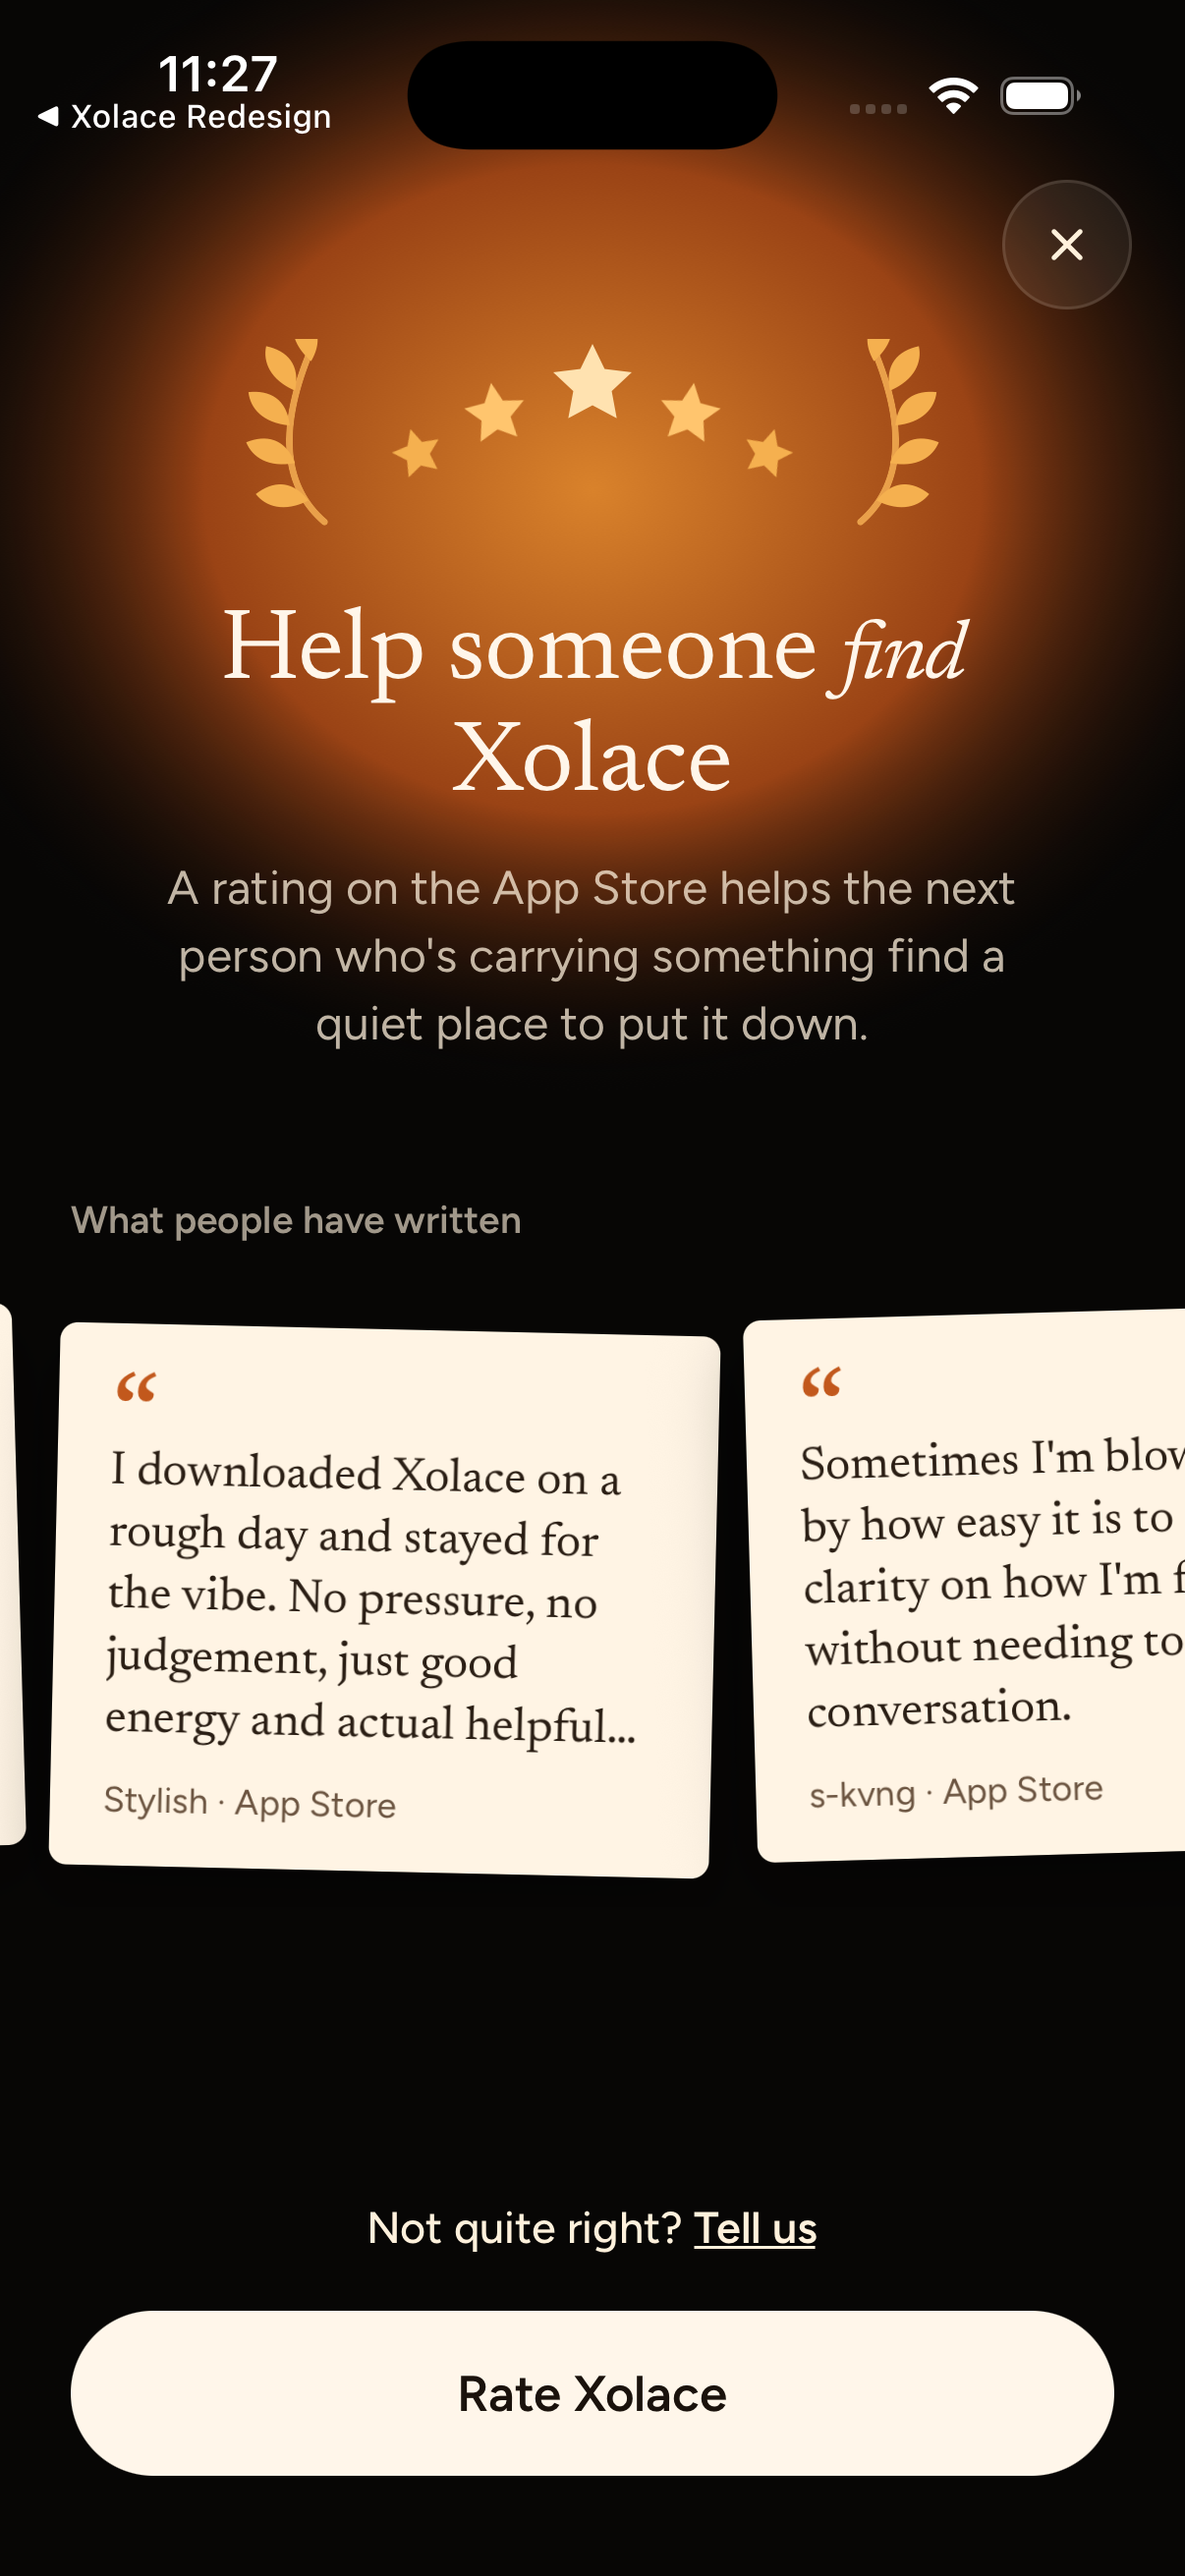 11:27
◀ Xolace Redesign
Help someone find
Xolace
A rating on the App Store helps the next
person who's carrying something find a
quiet place to put it down.
What people have written
“
I downloaded Xolace on a
rough day and stayed for
the vibe. No pressure, no
judgement, just good
energy and actual helpful...
Stylish · App Store
“
Sometimes I'm blow
by how easy it is to
clarity on how I'm f
without needing to
conversation.
s-kvng · App Store
Not quite right? Tell us
Rate Xolace